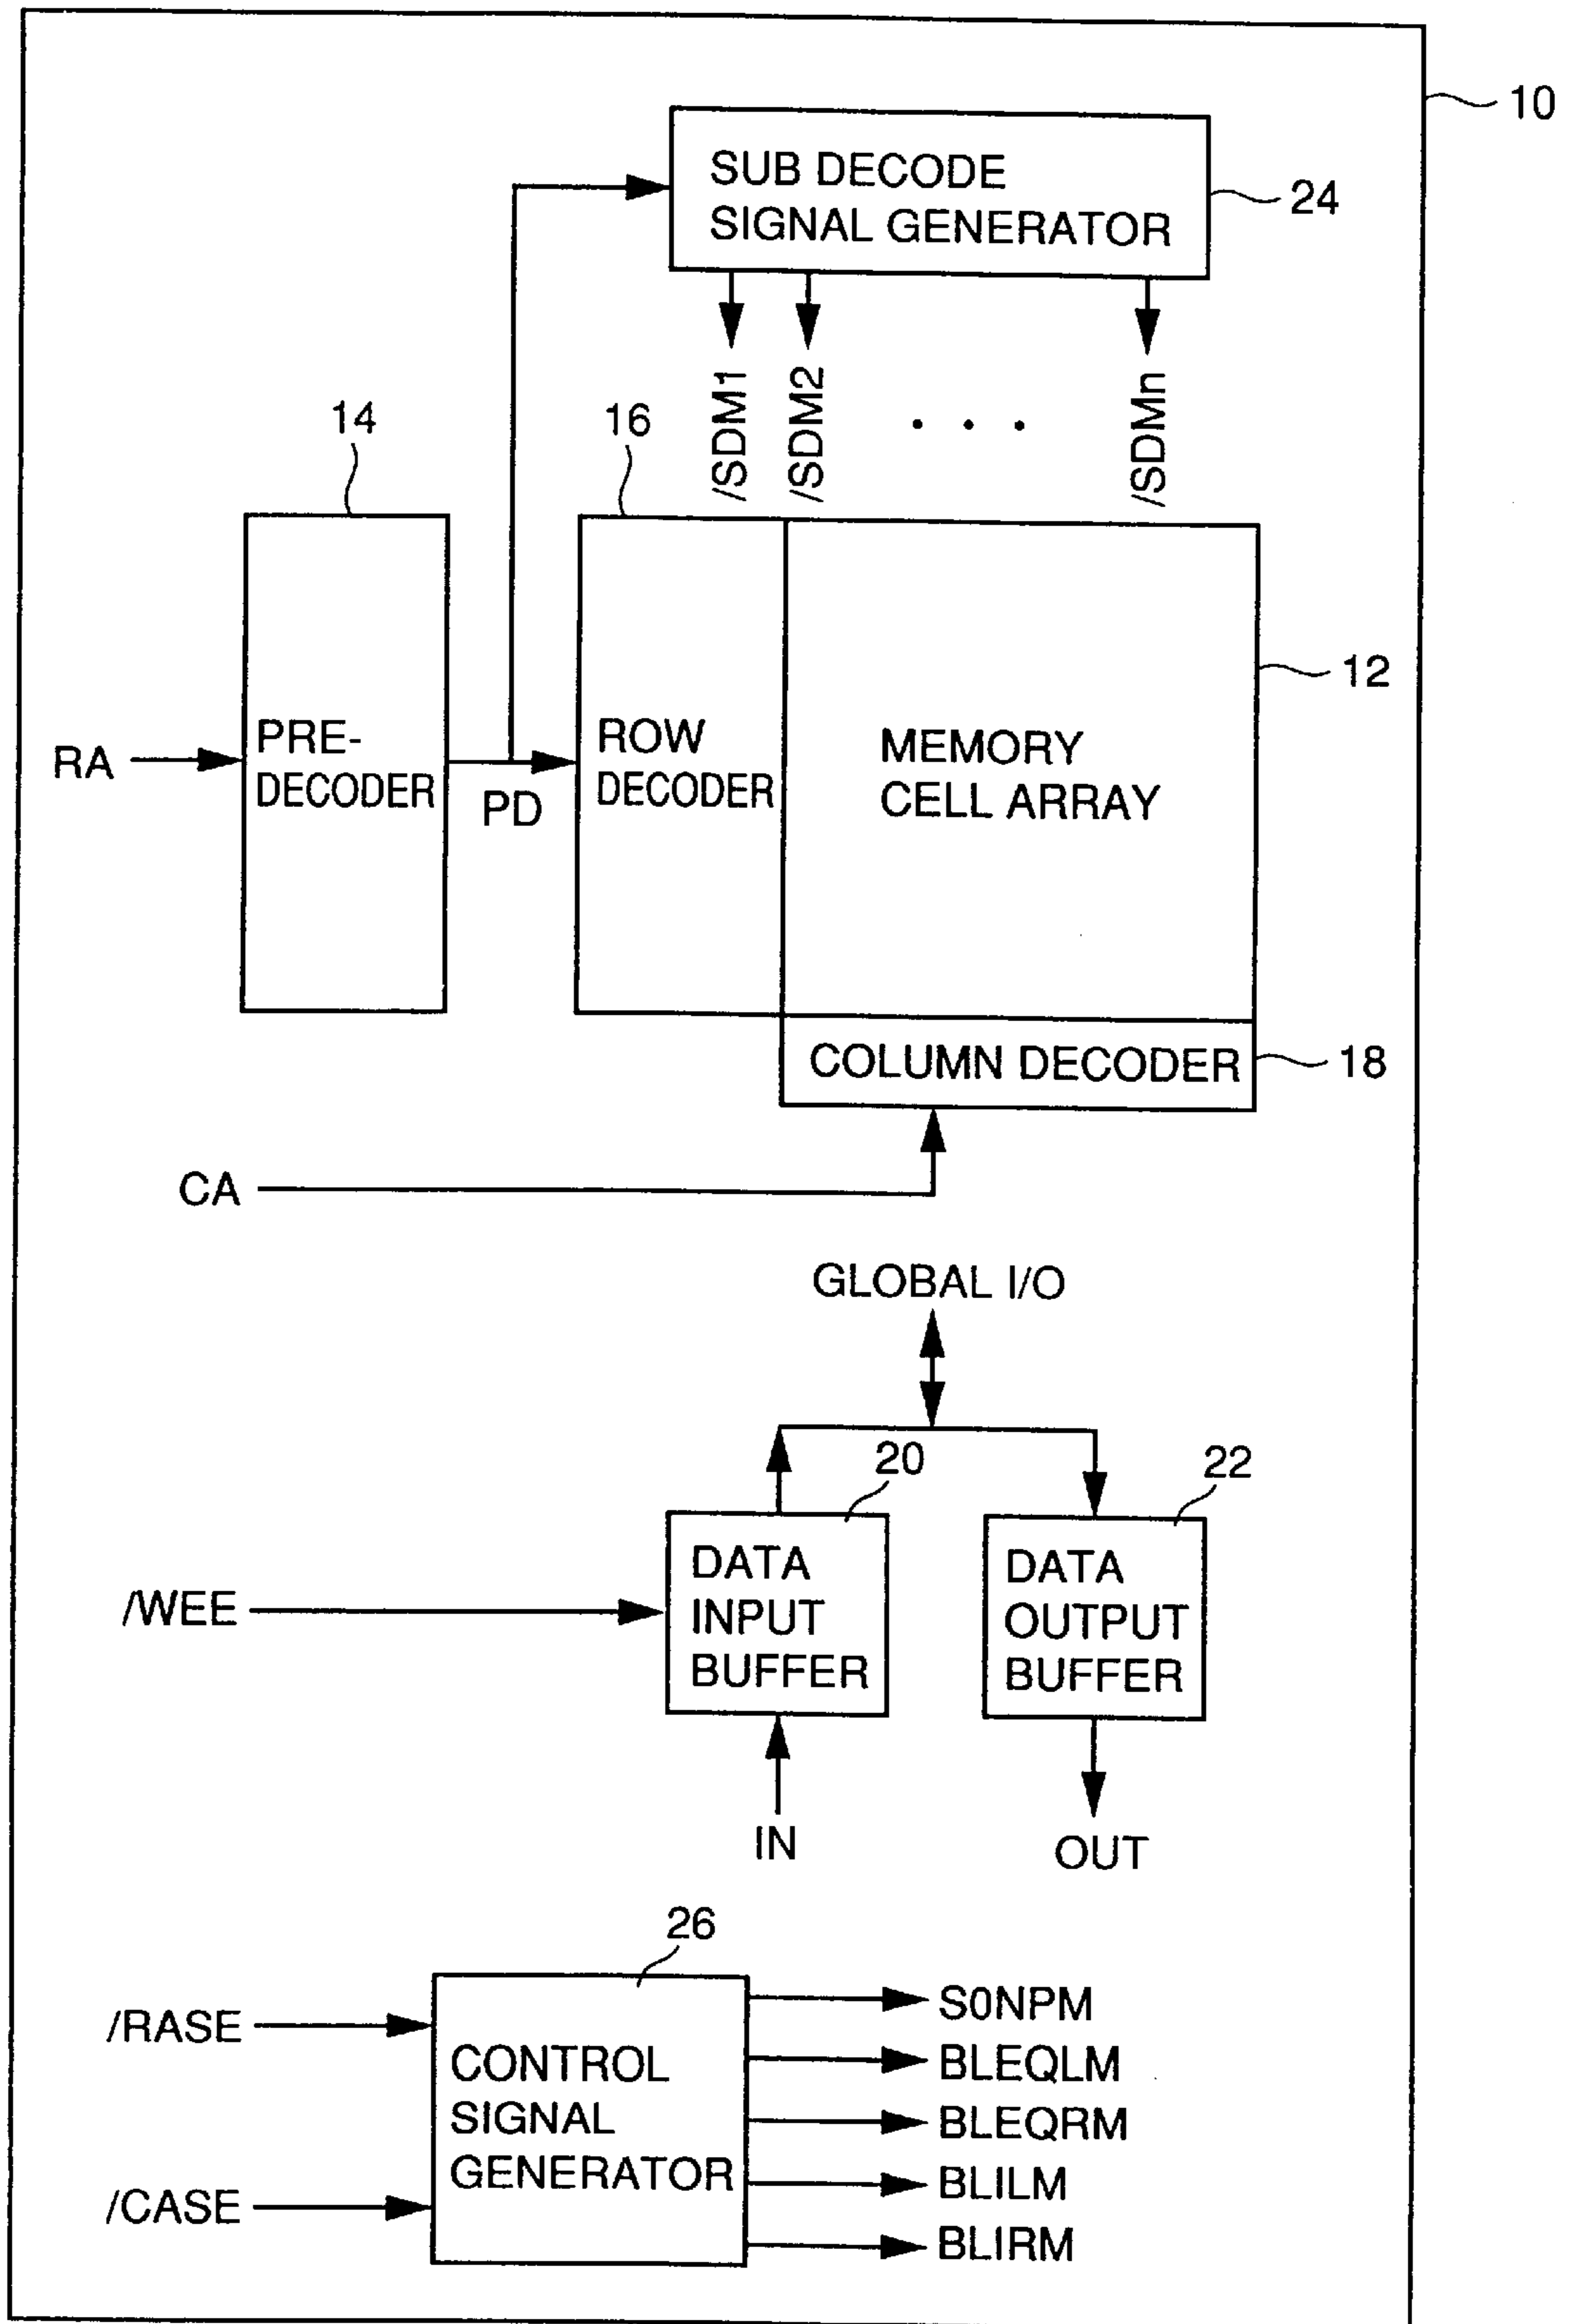 10
SUB DECODE
SIGNAL GENERATOR
24
/SDM1
/SDM2
. . .
/SDMn
14
16
12
RA
PRE-
DECODER
PD
ROW
DECODER
MEMORY
CELL ARRAY
COLUMN DECODER
18
CA
GLOBAL I/O
20
22
/WEE
DATA
INPUT
BUFFER
DATA
OUTPUT
BUFFER
IN
OUT
26
/RASE
/CASE
CONTROL
SIGNAL
GENERATOR
S0NPM
BLEQLM
BLEQRM
BLILM
BLIRM